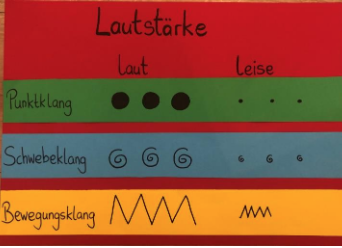 Lautstärke
laut leise
Punktklang
Schwebeklang
Bewegungsklang